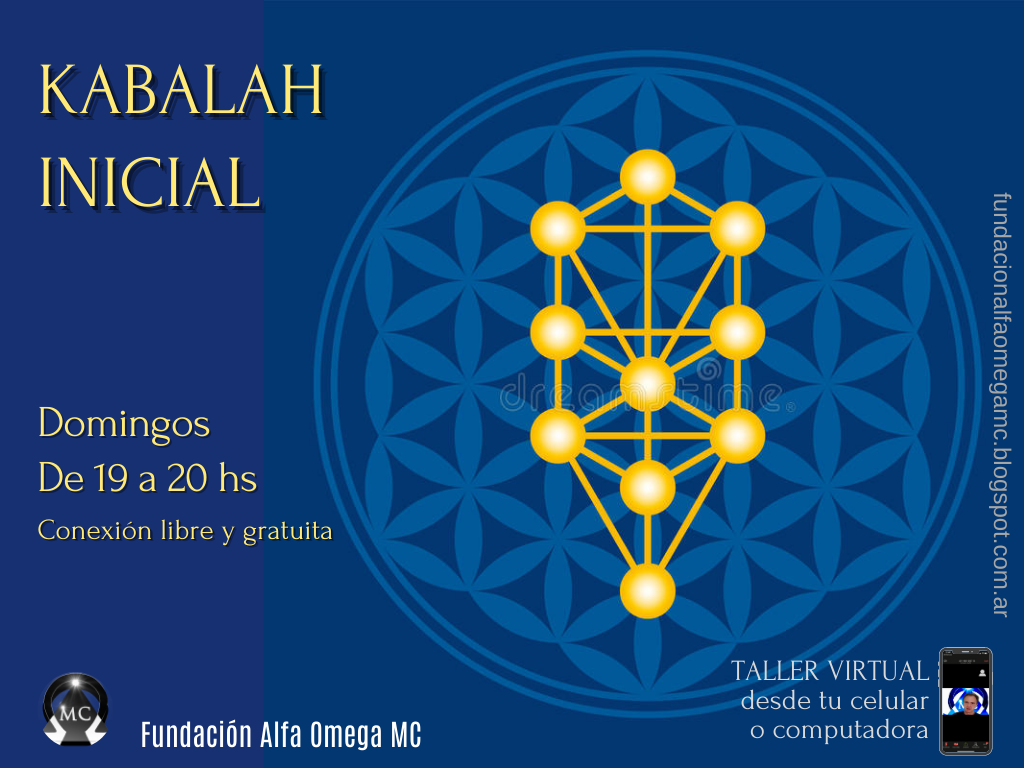 KABALAH
INICIAL
Domingos
De 19 a 20 hs
Conexión libre y gratuita
dreamstime®
fundacionalfaomegamc.blogspot.com.ar
TALLER VIRTUAL
desde tu celular
o computadora
MC
Fundación Alfa Omega MC